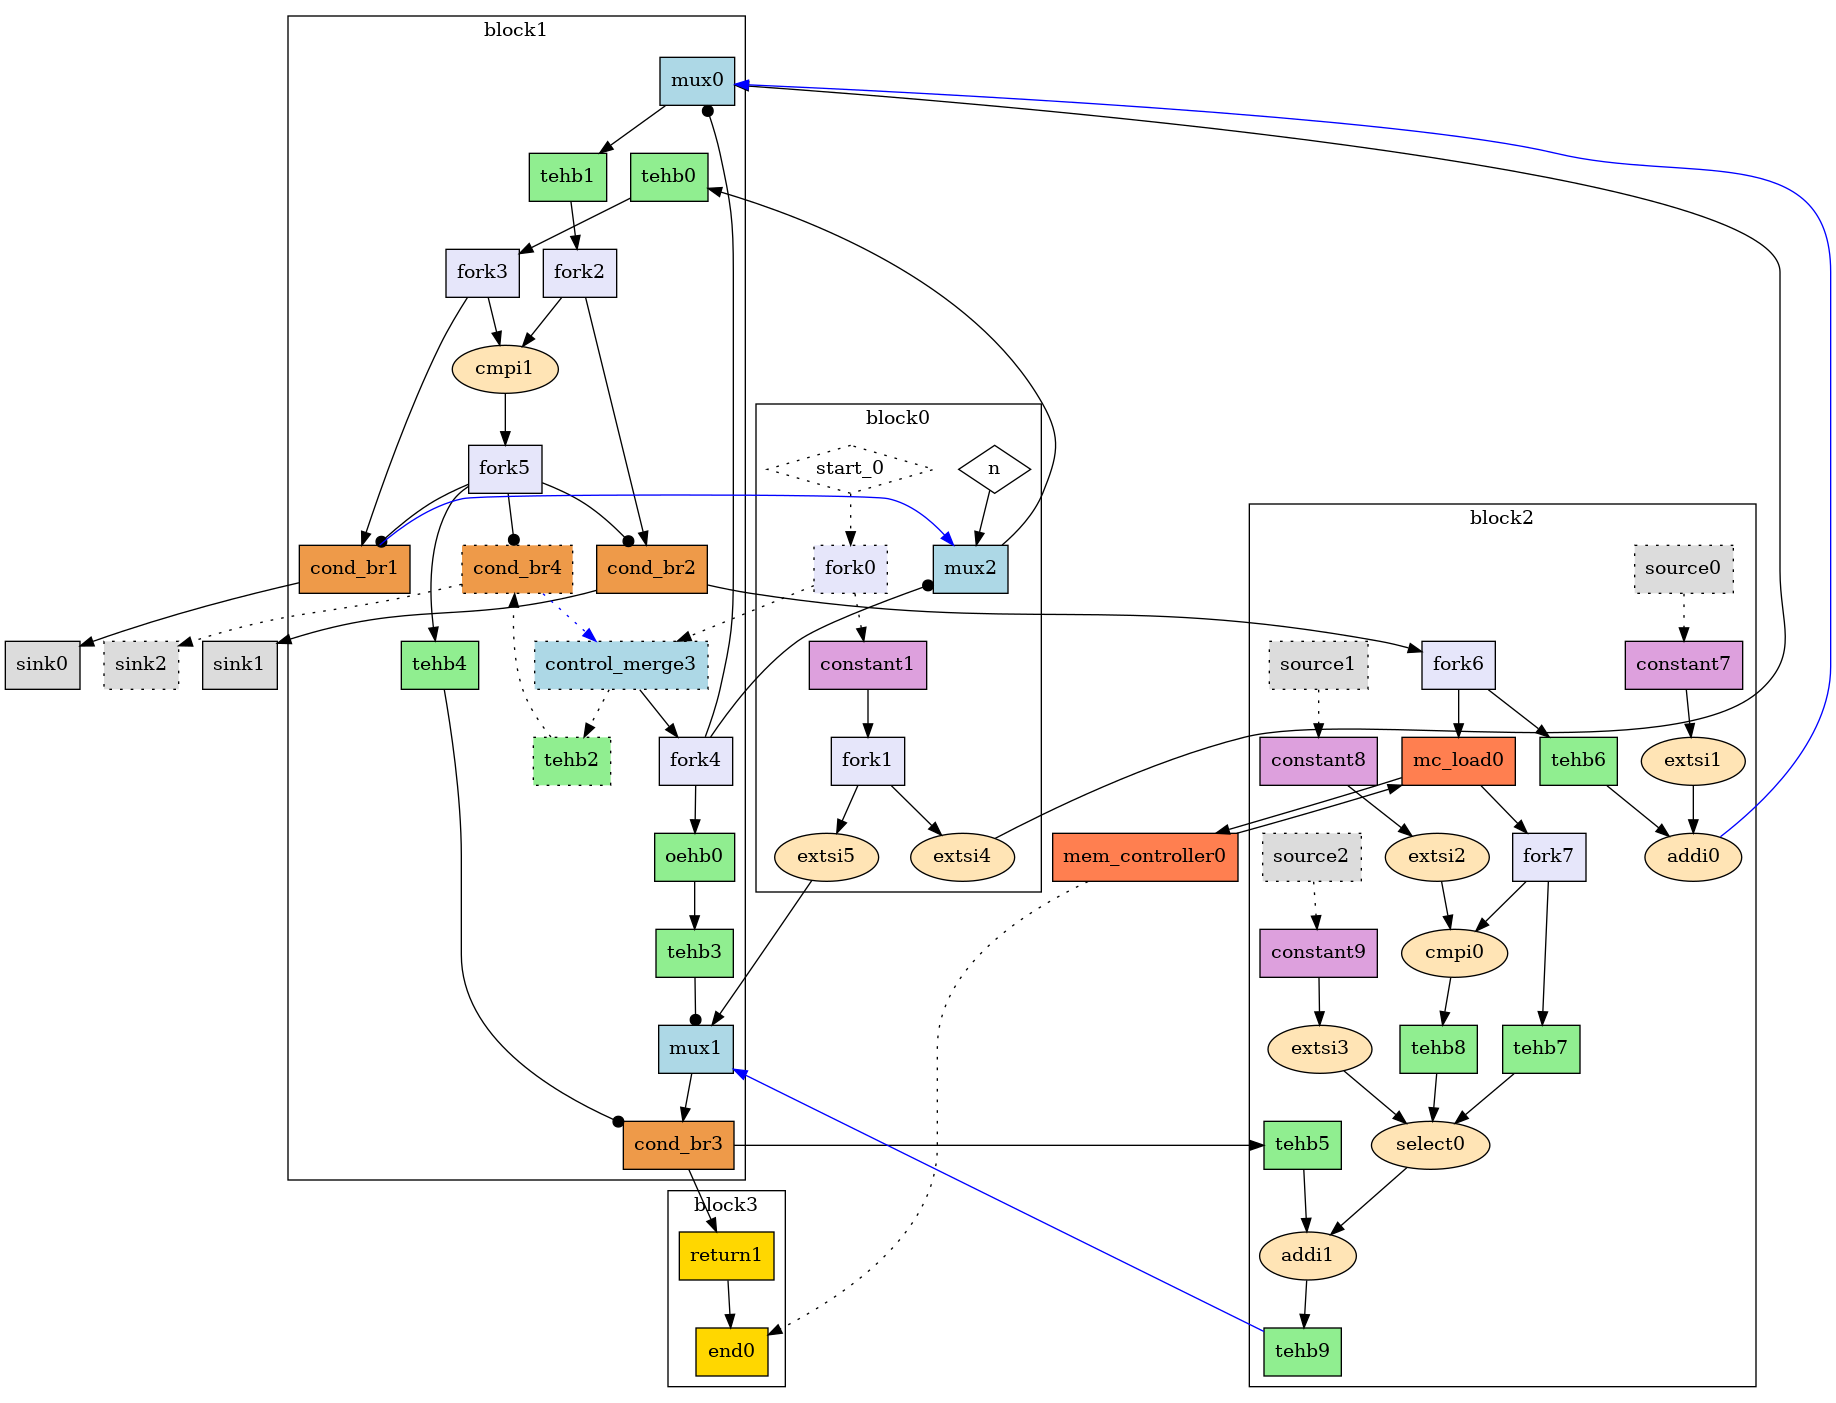 block1
mux0
tehb1
tehb0
fork3
fork2
cmpi1
block0
fork5
start_0
n
block2
cond_br1
cond_br4
cond_br2
fork0
mux2
source0
sink0
sink2
sink1
tehb4
control_merge3
constant1
source1
fork6
constant7
tehb2
fork4
fork1
constant8
mc_load0
tehb6
extsi1
oehb0
extsi5
extsi4
mem_controller0
source2
extsi2
fork7
addi0
tehb3
constant9
cmpi0
mux1
extsi3
tehb8
tehb7
cond_br3
tehb5
select0
block3
return1
addi1
end0
tehb9